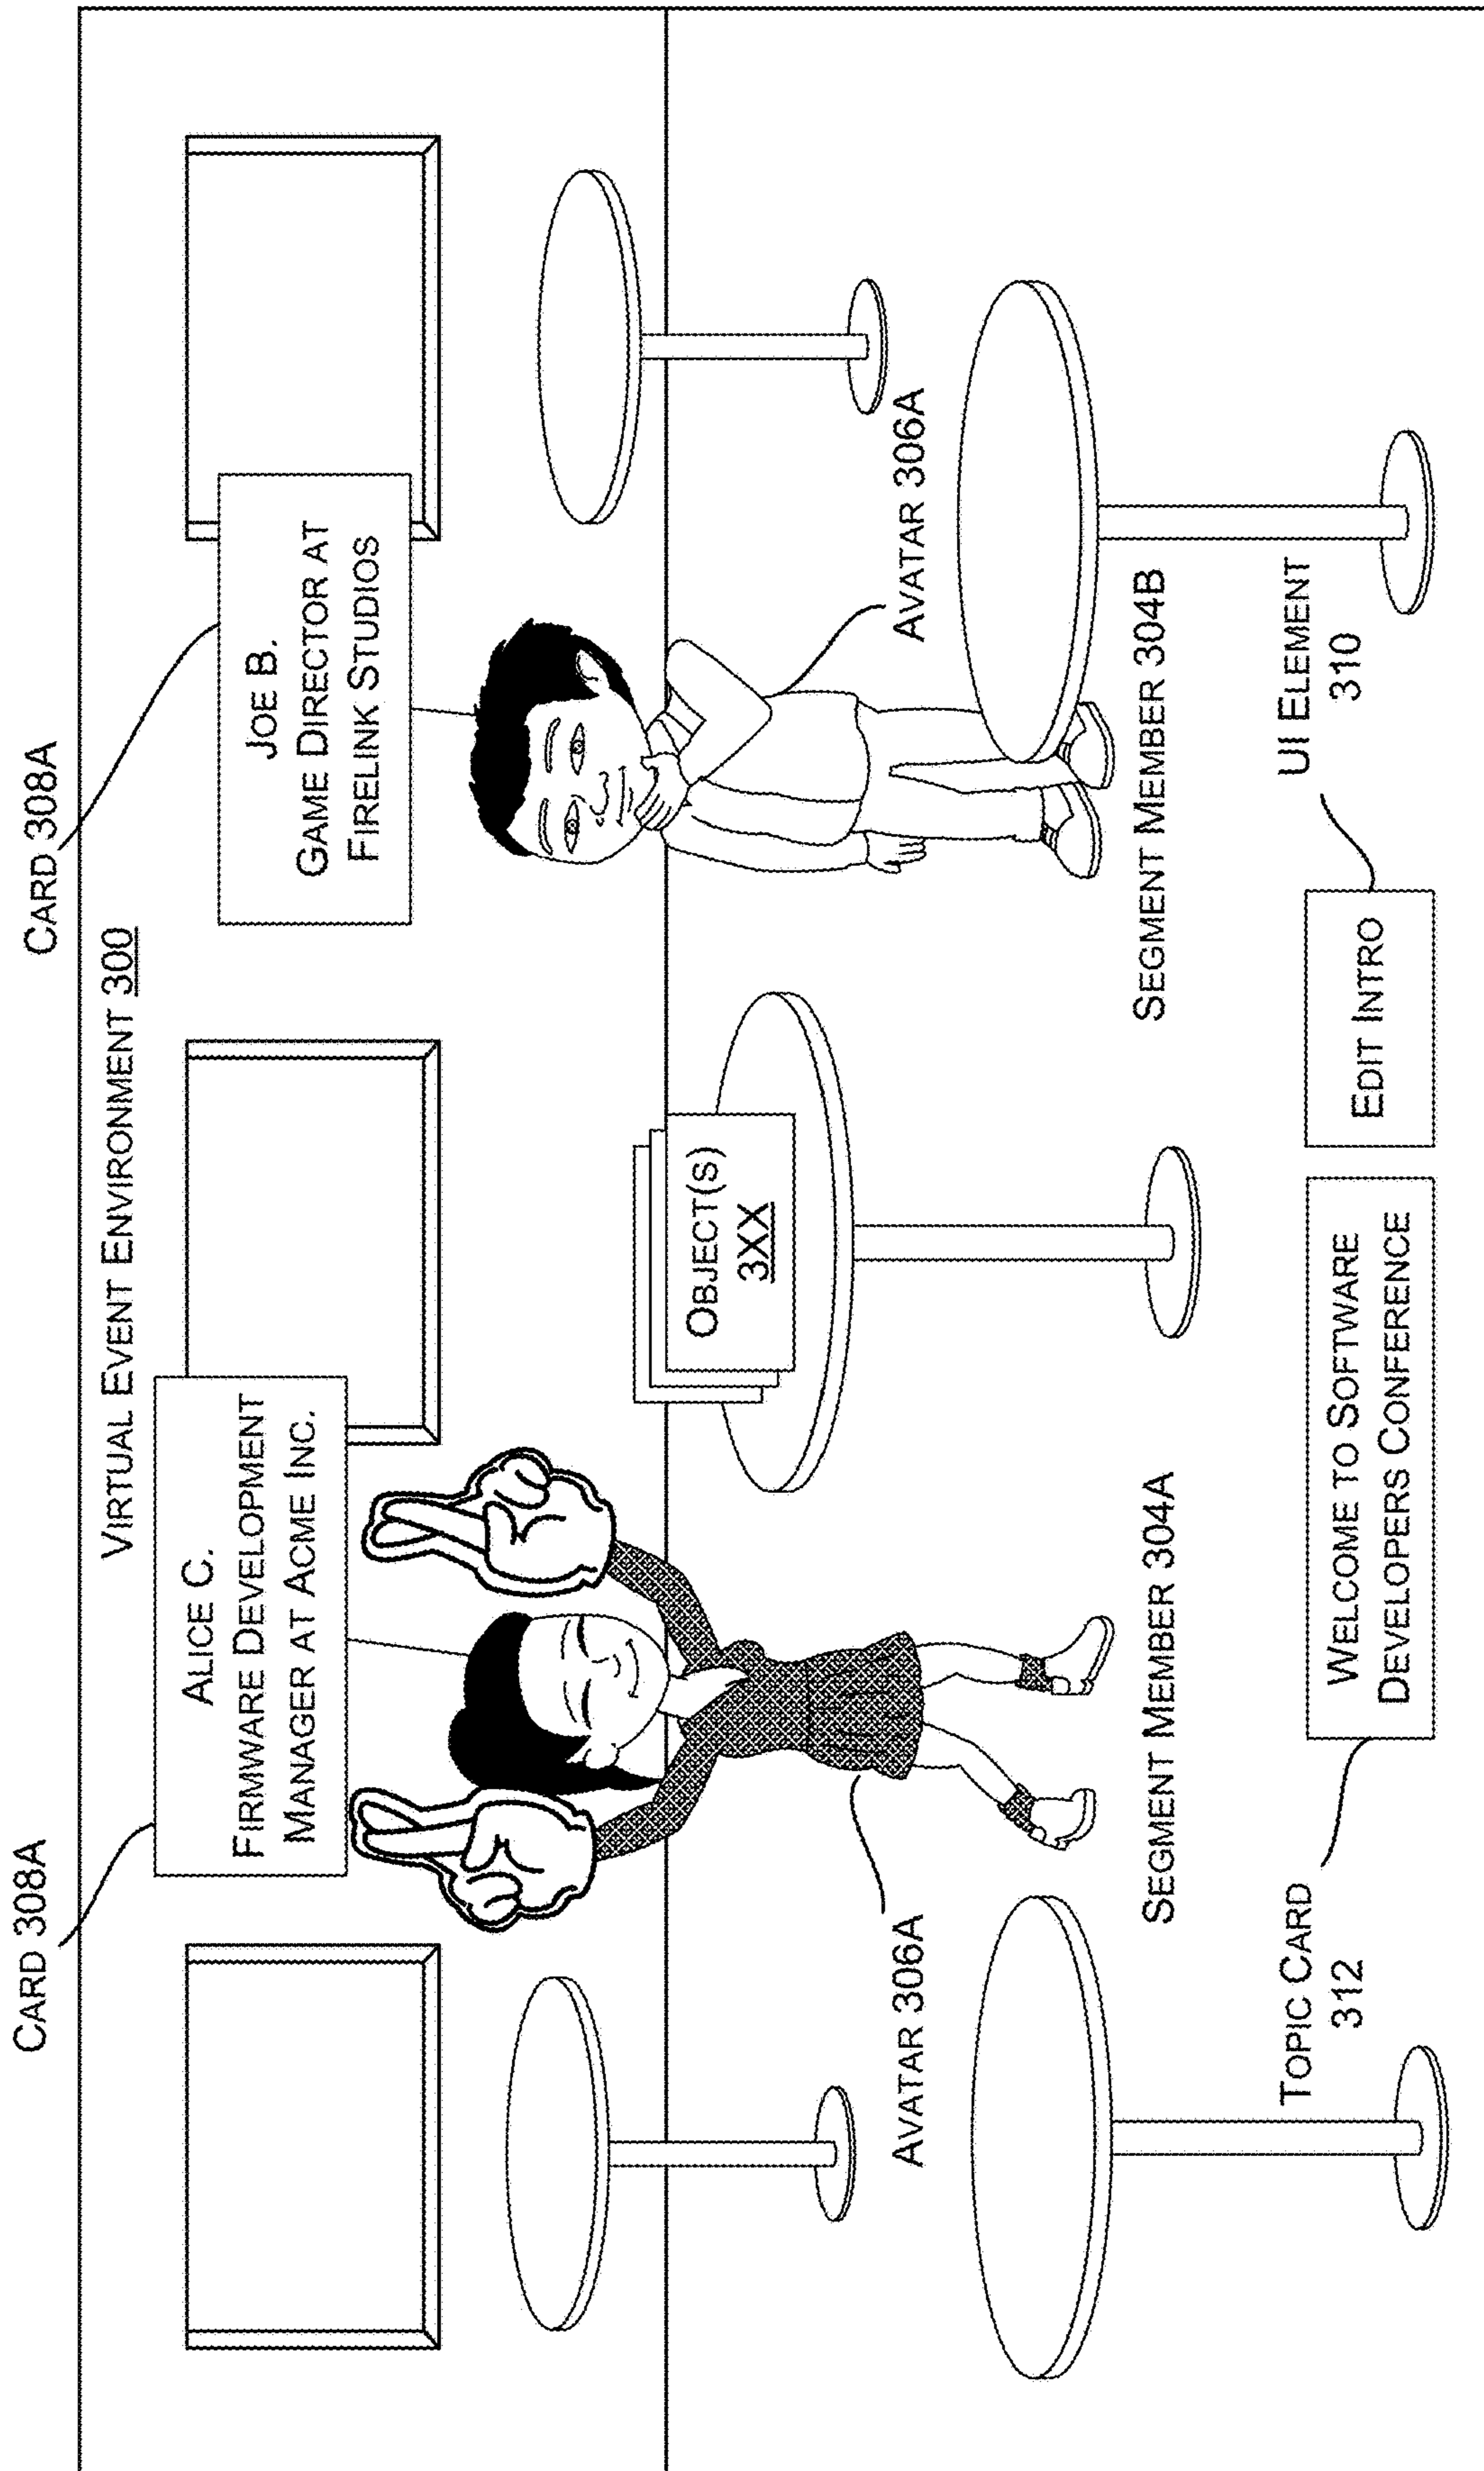 CARD 308A
CARD 308A
VIRTUAL EVENT ENVIRONMENT 300
ALICE C.
FIRMWARE DEVELOPMENT
MANAGER AT ACME INC.
JOE B.
GAME DIRECTOR AT
FIRELINK STUDIOS
OBJECT(S)
3XX
AVATAR 306A
AVATAR 306A
SEGMENT MEMBER 304A
SEGMENT MEMBER 304B
TOPIC CARD
312
WELCOME TO SOFTWARE
DEVELOPERS CONFERENCE
EDIT INTRO
UI ELEMENT
310